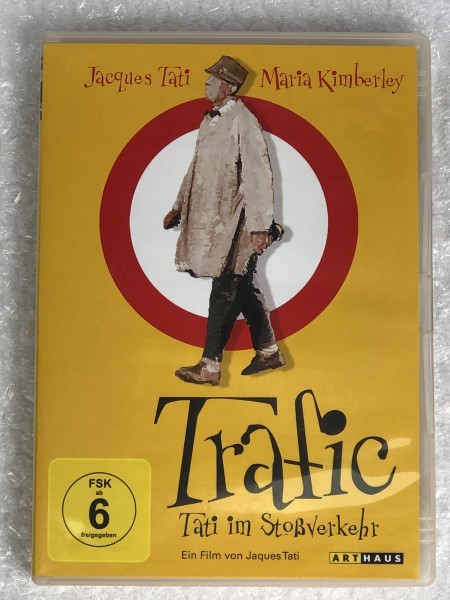 Jacques Tati Maria Kimberley
Trafic
Tati im Stoßverkehr
FSK
ab
6
freigegeben
Ein Film von Jaques Tati
ARTHAUS